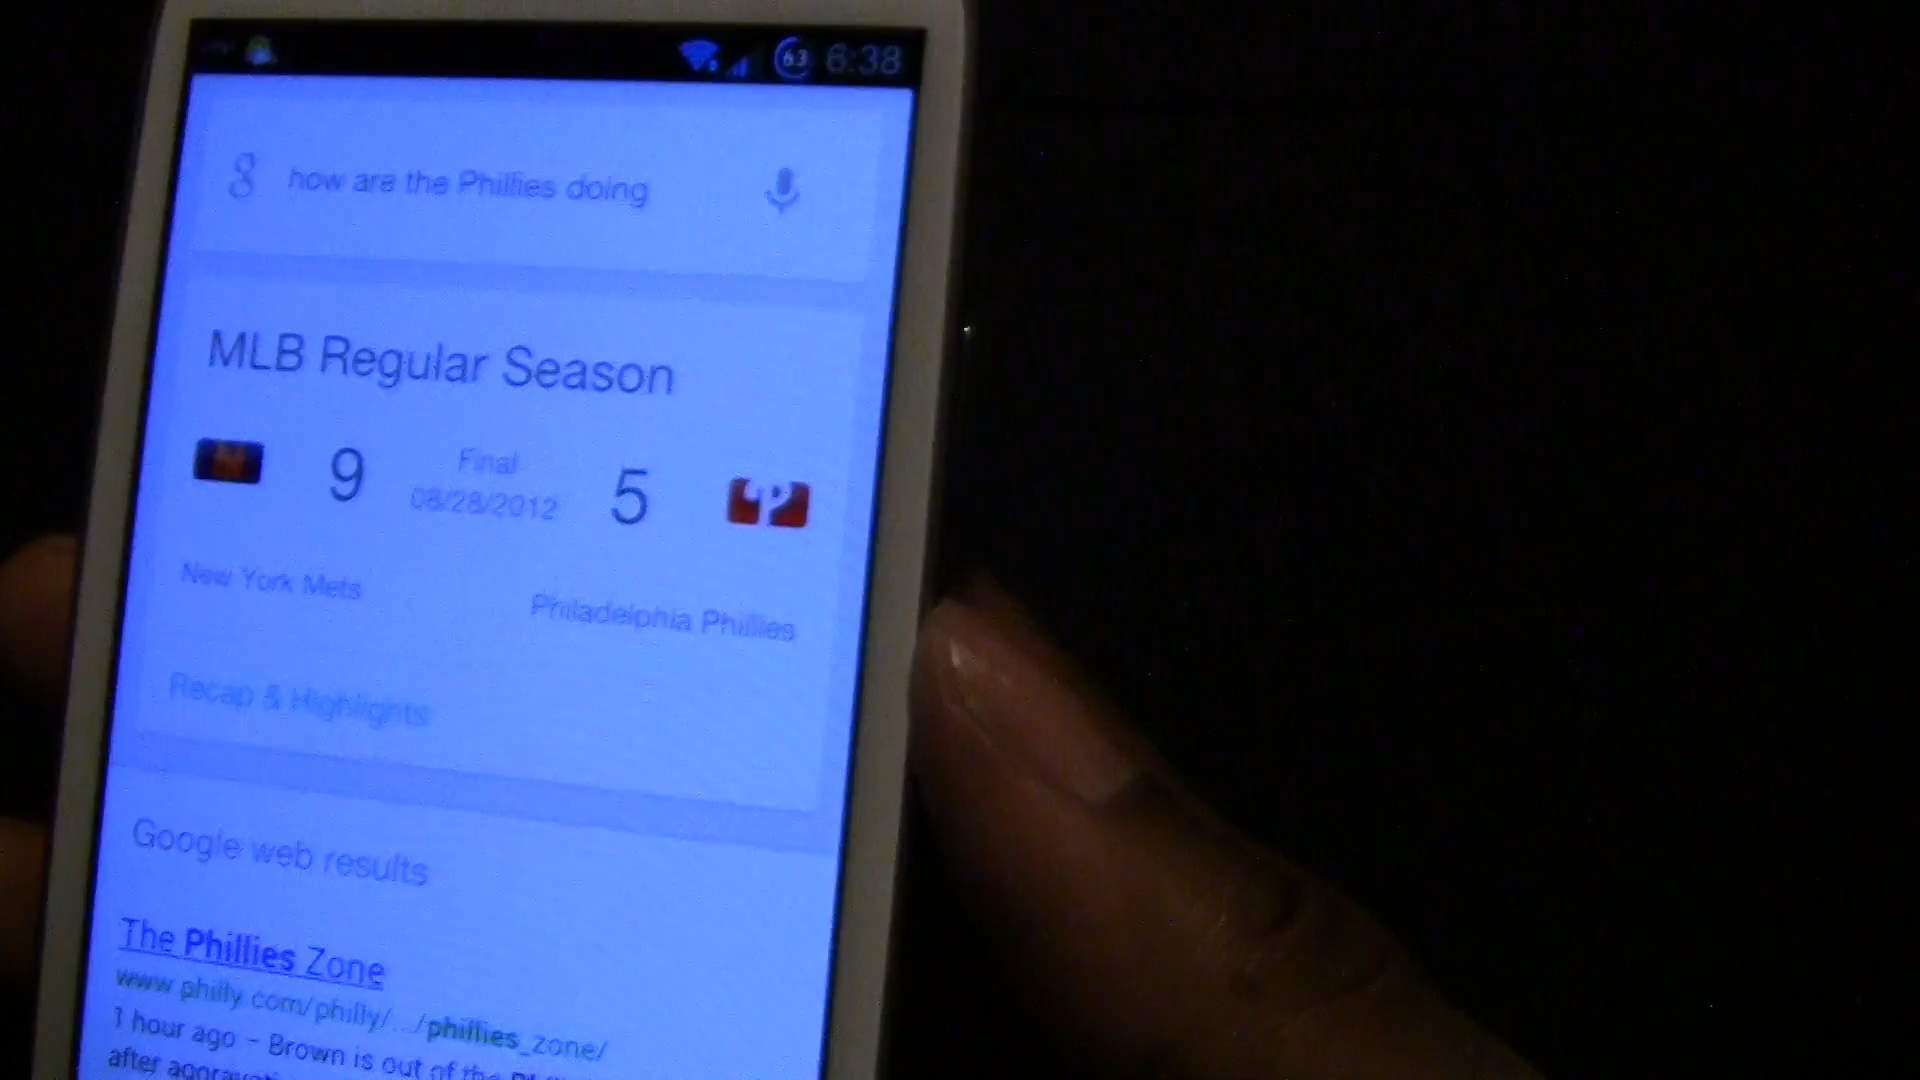 63 6:38
how are the Phillies doing
MLB Regular Season
9 Final 5
08/28/2012
New York Mets
Philadelphia Phillies
Recap & Highlights
Google web results
The Phillies Zone
www.philly.com/philly/.../phillies_zone/
1 hour ago - Brown is out of the
after